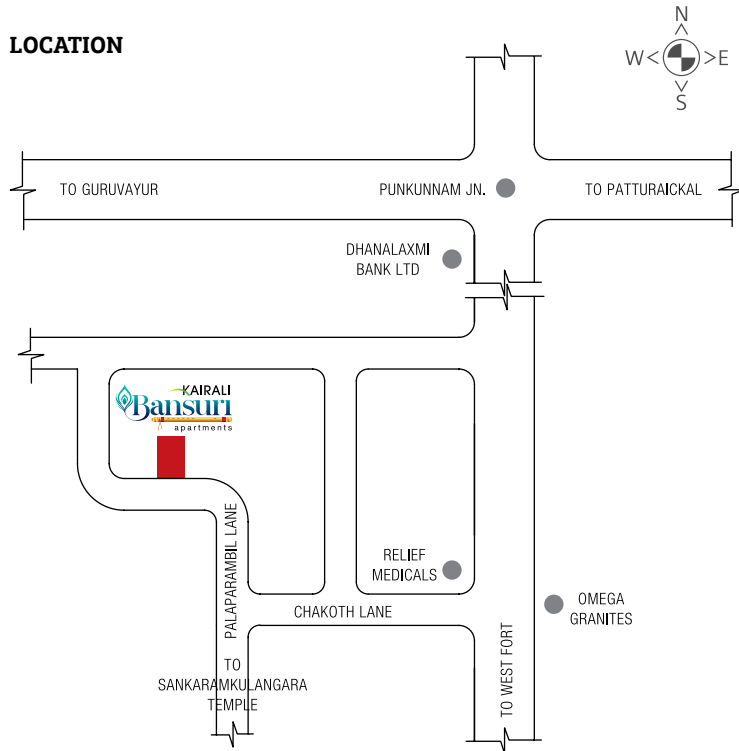 LOCATION
N
W E
S
TO GURUVAYUR
PUNKUNNAM JN.
TO PATTURAICKAL
DHANALAXMI
BANK LTD
KAIRALI
Bansuri
apartments
PALAPARAMBIL LANE
RELIEF
MEDICALS
CHAKOTH LANE
OMEGA
GRANITES
TO WEST FORT
TO
SANKARAMKULANGARA
TEMPLE